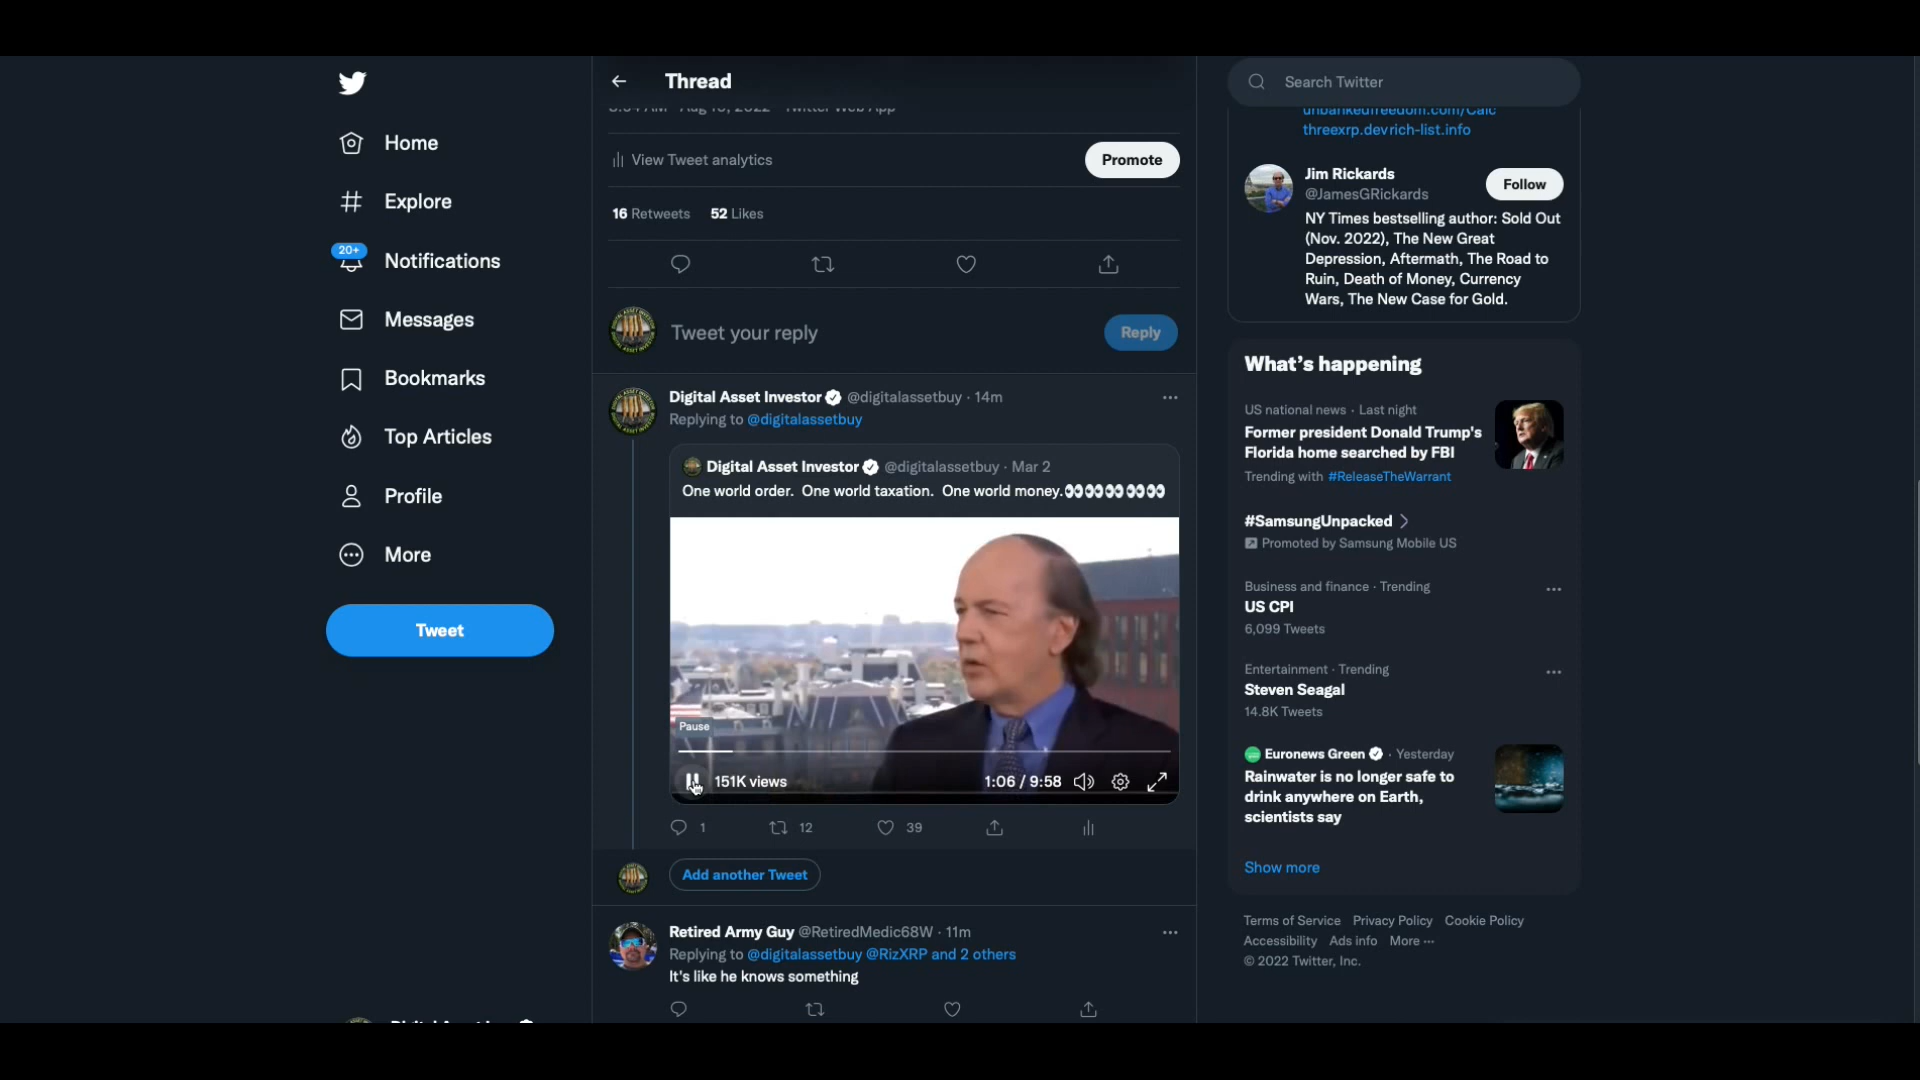 Home
Explore
20+
Notifications
Messages
Bookmarks
Top Articles
Profile
More
Tweet
Thread
View Tweet analytics
Promote
16 Retweets 52 Likes
Tweet your reply
Reply
Digital Asset Investor @digitalassetbuy · 14m
Replying to @digitalassetbuy
Digital Asset Investor @digitalassetbuy · Mar 2
One world order. One world taxation. One world money.👀👀👀👀👀👀
Pause
151K views
1:06 / 9:58
1 12 39
Add another Tweet
Retired Army Guy @RetiredMedic68W · 11m
Replying to @digitalassetbuy @RizXRP and 2 others
It's like he knows something
Search Twitter
unbankedfreedom.com/Calc
threexrp.devrich-list.info
Jim Rickards
@JamesGRickards
Follow
NY Times bestselling author: Sold Out
(Nov. 2022), The New Great
Depression, Aftermath, The Road to
Ruin, Death of Money, Currency
Wars, The New Case for Gold.
What's happening
US national news · Last night
Former president Donald Trump's
Florida home searched by FBI
Trending with #ReleaseTheWarrant
#SamsungUnpacked
Promoted by Samsung Mobile US
Business and finance · Trending
US CPI
6,099 Tweets
Entertainment · Trending
Steven Seagal
14.8K Tweets
Euronews Green · Yesterday
Rainwater is no longer safe to
drink anywhere on Earth,
scientists say
Show more
Terms of Service Privacy Policy Cookie Policy
Accessibility Ads info More ···
© 2022 Twitter, Inc.